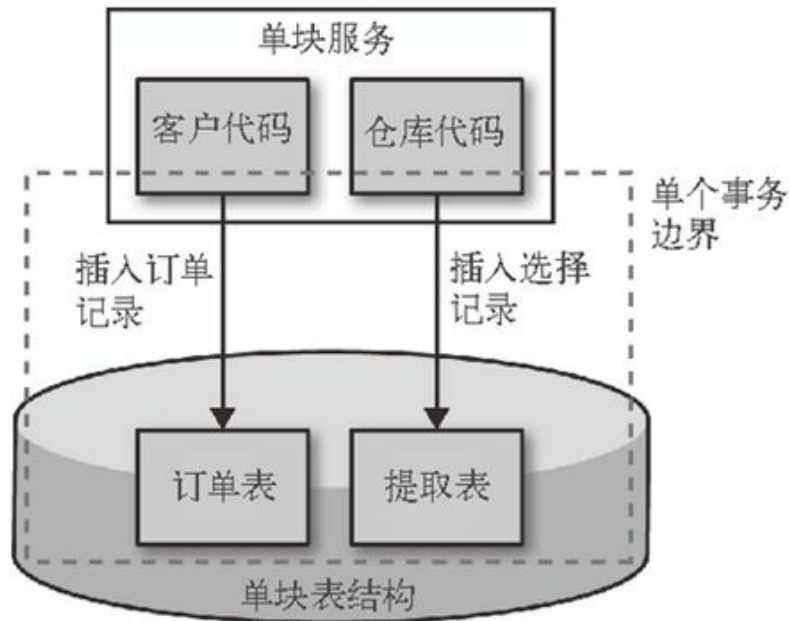 单块服务
客户代码
仓库代码
单个事务
边界
插入订单
记录
插入选择
记录
订单表
提取表
单块表结构